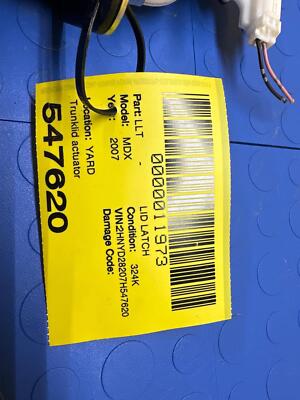 0000011973
Part: LLT - LID LATCH
Model: MDX Condition: 324K
Year: 2007 VIN:2HNYD28207H547620
Damage Code:
Location: YARD
Trunklid actuator
547620